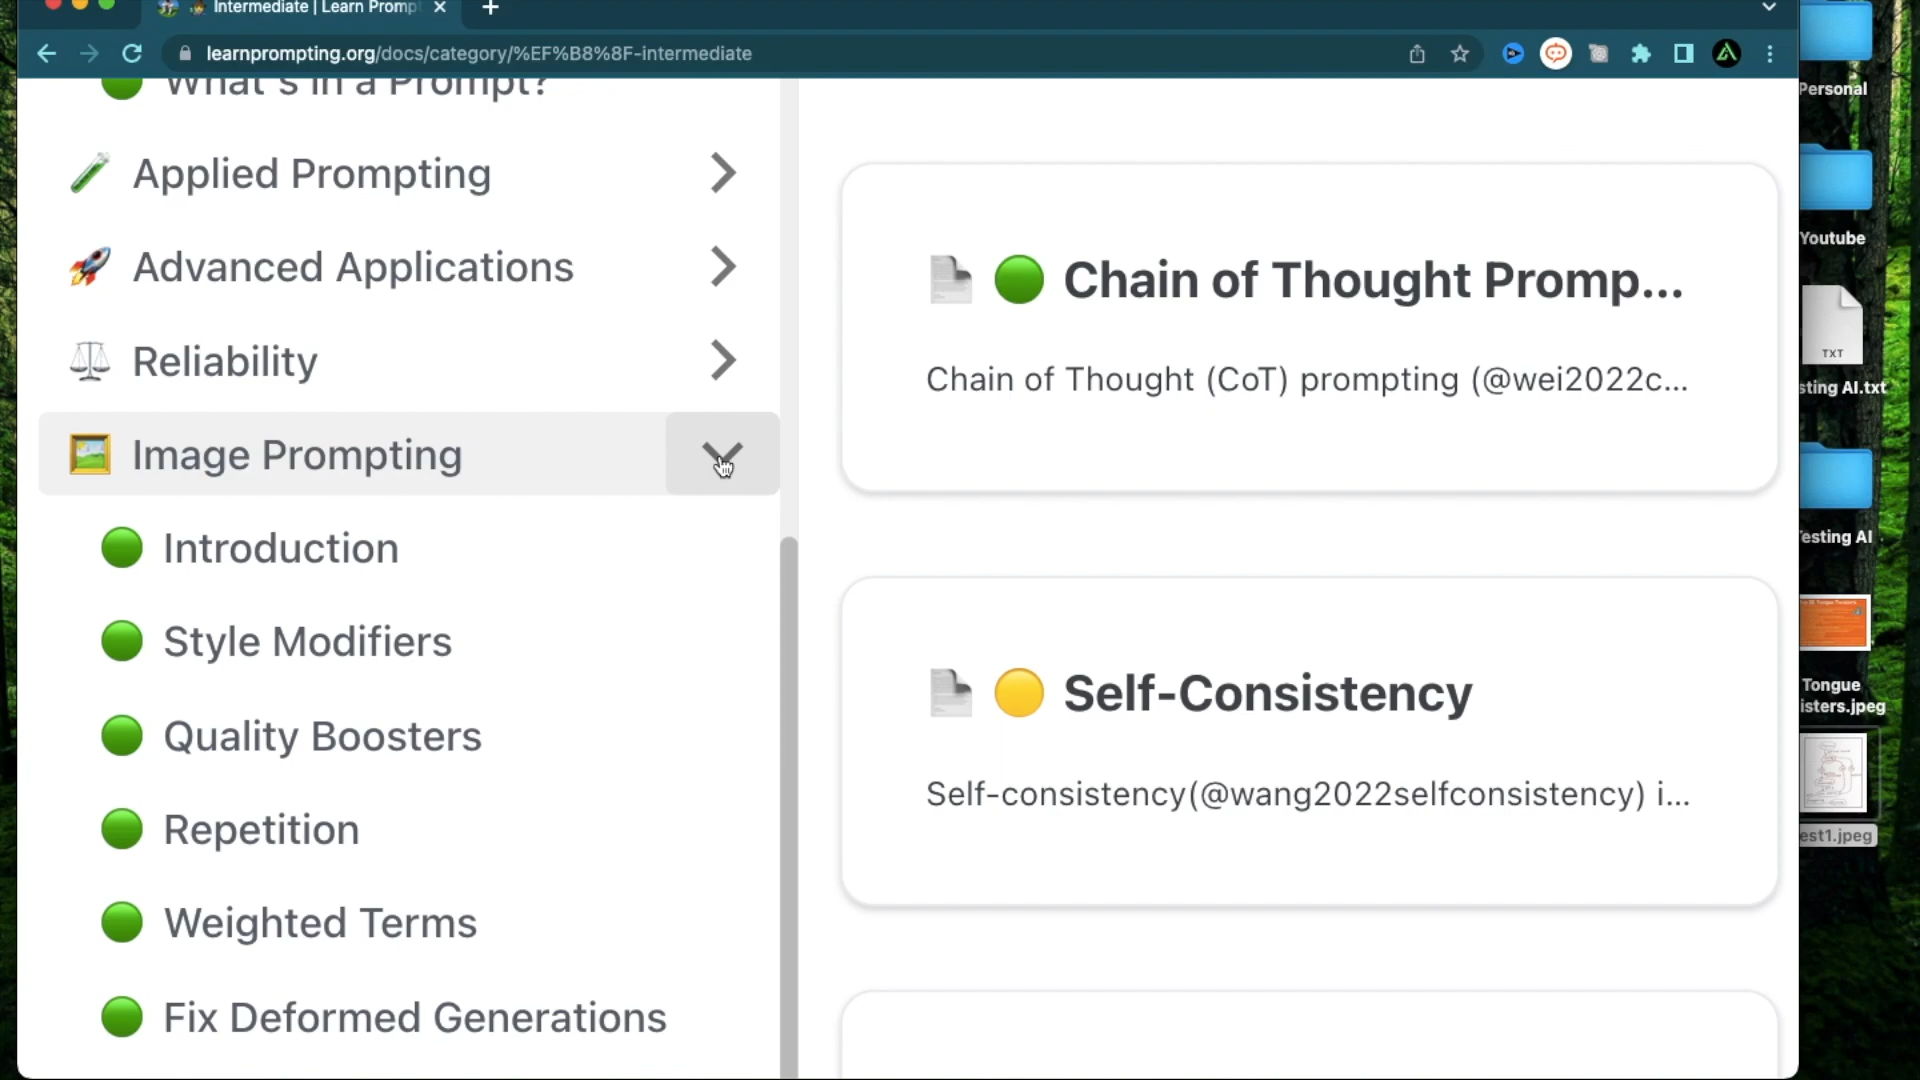 Intermediate | Learn Promp
learnprompting.org/docs/category/%EF%B8%8F-intermediate
What's in a Prompt?
Applied Prompting
Advanced Applications
Reliability
Image Prompting
Introduction
Style Modifiers
Quality Boosters
Repetition
Weighted Terms
Fix Deformed Generations
Chain of Thought Promp...
Chain of Thought (CoT) prompting (@wei2022c...
Self-Consistency
Self-consistency(@wang2022selfconsistency) i...
Personal
Youtube
TXT
sting AI.txt
esting AI
Tongue
isters.jpeg
est1.jpeg